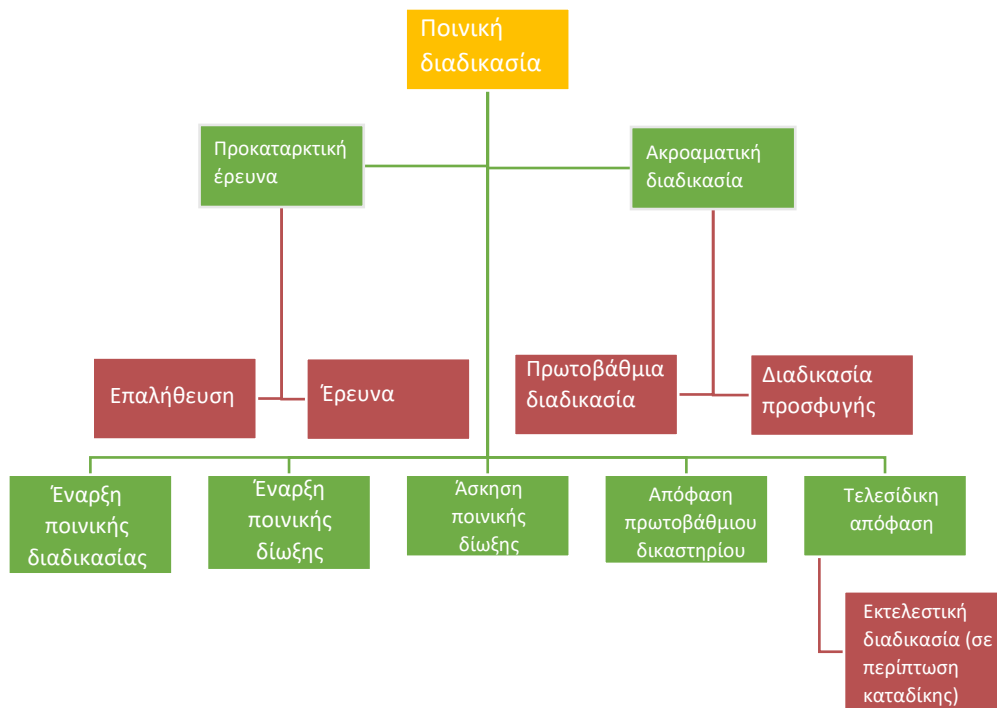 Ποινική
διαδικασία
Προκαταρκτική
έρευνα
Ακροαματική
διαδικασία
Επαλήθευση
Έρευνα
Πρωτοβάθμια
διαδικασία
Διαδικασία
προσφυγής
Έναρξη
ποινικής
διαδικασίας
Έναρξη
ποινικής
δίωξης
Άσκηση
ποινικής
δίωξης
Απόφαση
πρωτοβάθμιου
δικαστηρίου
Τελεσίδικη
απόφαση
Εκτελεστική
διαδικασία (σε
περίπτωση
καταδίκης)